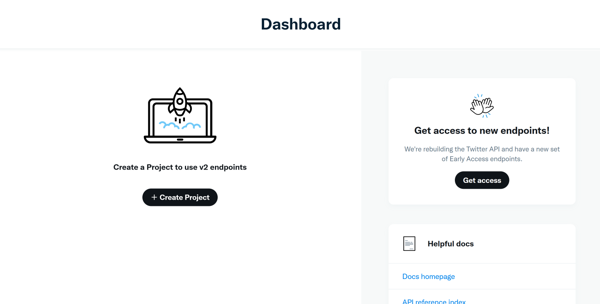 Dashboard
Create a Project to use v2 endpoints
+ Create Project
Get access to new endpoints!
We're rebuilding the Twitter API and have a new set
of Early Access endpoints.
Get access
Helpful docs
Docs homepage
API reference index